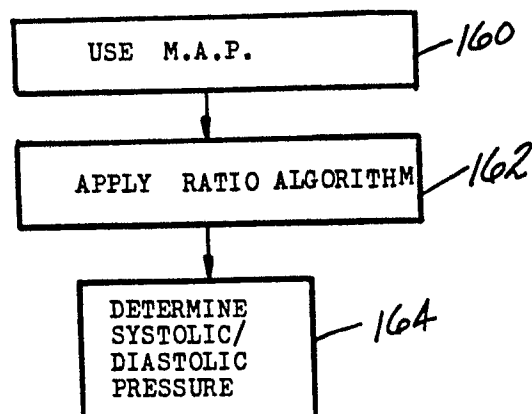 USE M.A.P.
160
APPLY RATIO ALGORITHM
162
DETERMINE
SYSTOLIC/
DIASTOLIC
PRESSURE
164